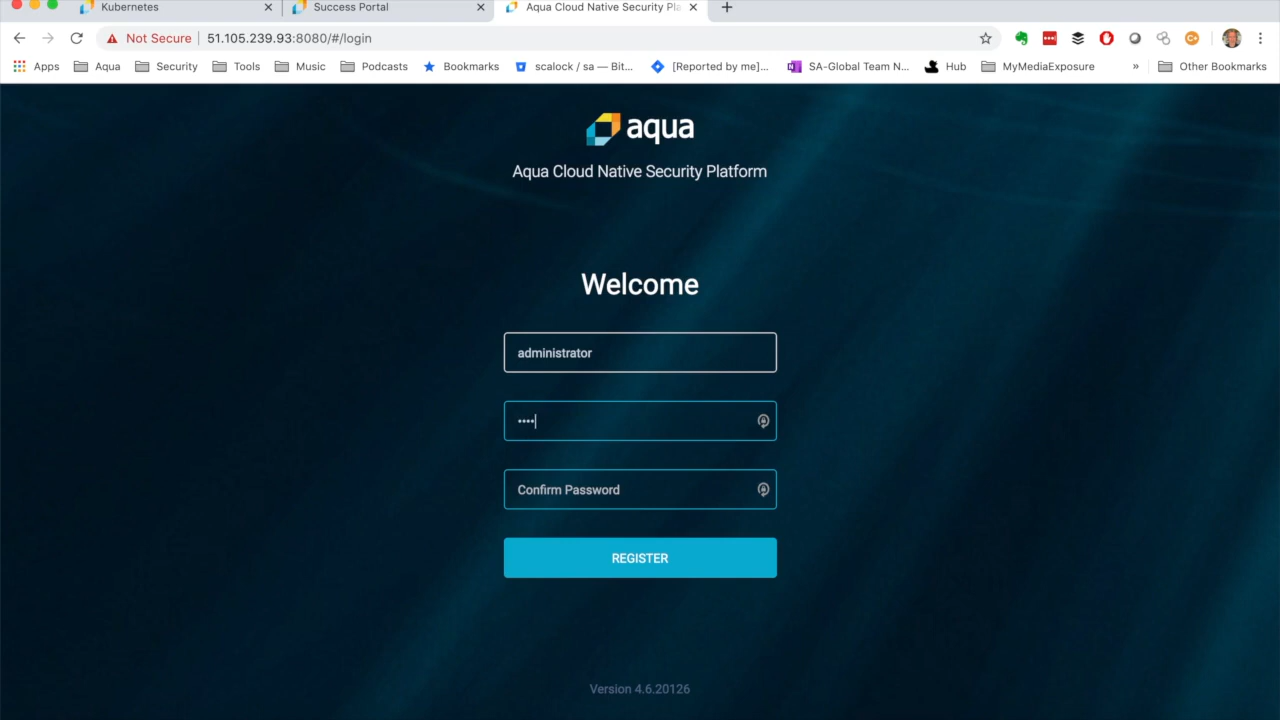 Kubernetes Success Portal Aqua Cloud Native Security Pla
Not Secure 51.105.239.93:8080/#/login
Apps Aqua Security Tools Music Podcasts Bookmarks scalock / sa — Bit... [Reported by me]... SA-Global Team N... Hub MyMediaExposure » Other Bookmarks
aqua
Aqua Cloud Native Security Platform
Welcome
administrator
••••
Confirm Password
REGISTER
Version 4.6.20126